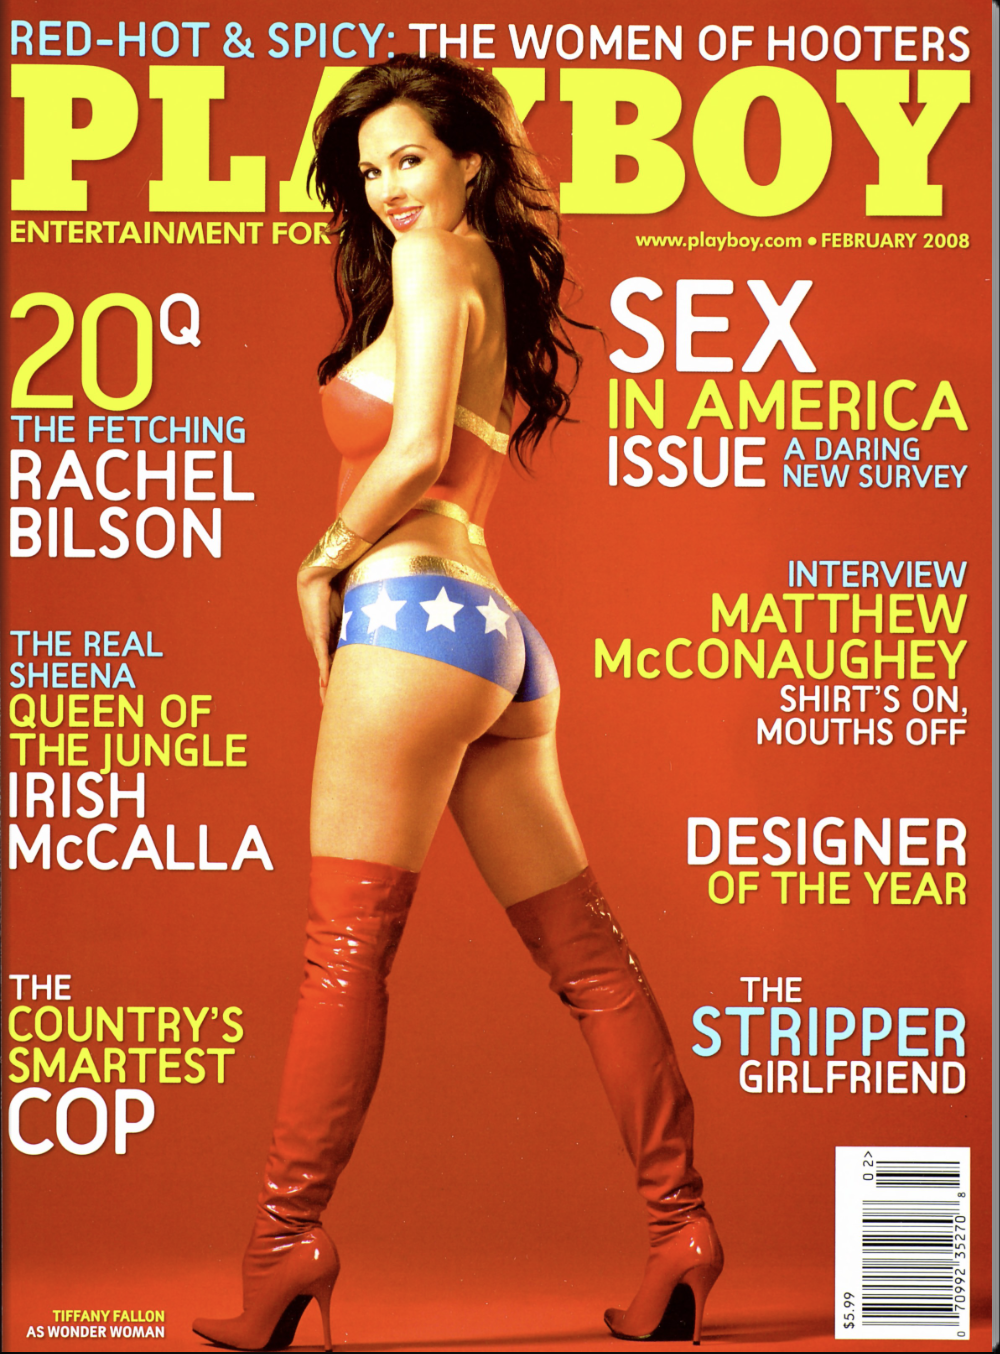 RED-HOT & SPICY: THE WOMEN OF HOOTERS
PLAYBOY
ENTERTAINMENT FOR
www.playboy.com • FEBRUARY 2008
20Q
THE FETCHING
RACHEL
BILSON
THE REAL
SHEENA
QUEEN OF
THE JUNGLE
IRISH
McCALLA
THE
COUNTRY'S
SMARTEST
COP
TIFFANY FALLON
AS WONDER WOMAN
SEX
IN AMERICA
ISSUE A DARING
NEW SURVEY
INTERVIEW
MATTHEW
McCONAUGHEY
SHIRT'S ON,
MOUTHS OFF
DESIGNER
OF THE YEAR
THE
STRIPPER
GIRLFRIEND
$5.99
02>
0 70992 35270 8